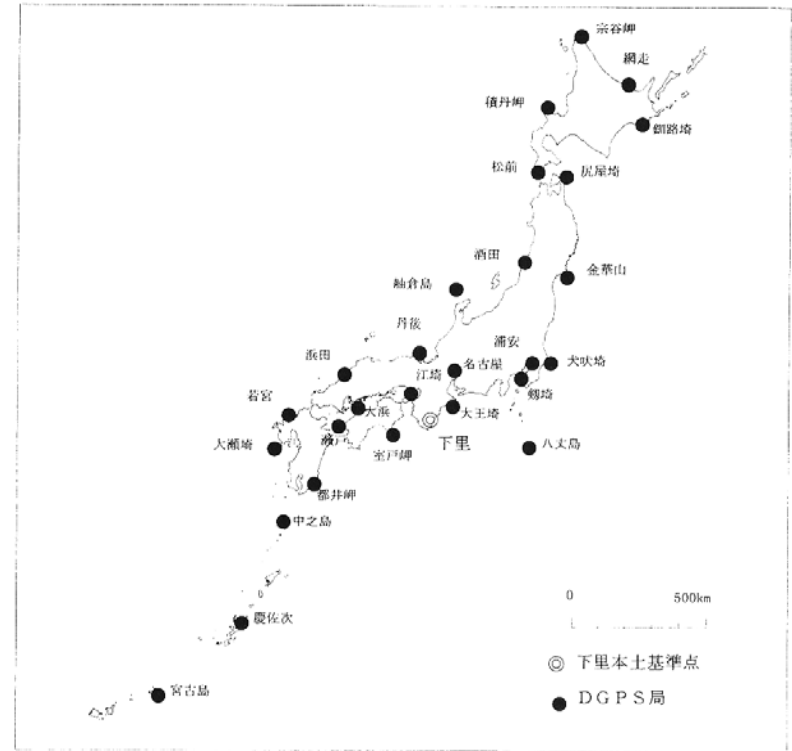 宗谷岬
網走
積丹岬
釧路埼
松前
尻屋埼
酒田
金華山
舳倉島
丹後
浦安
浜田
名古屋
犬吠埼
江埼
剱埼
若宮
大浜
大王埼
瀬戸
大瀬埼
室戸岬
下里
八丈島
都井岬
中之島
0 500km
慶佐次
下里本土基準点
宮古島
DGPS局